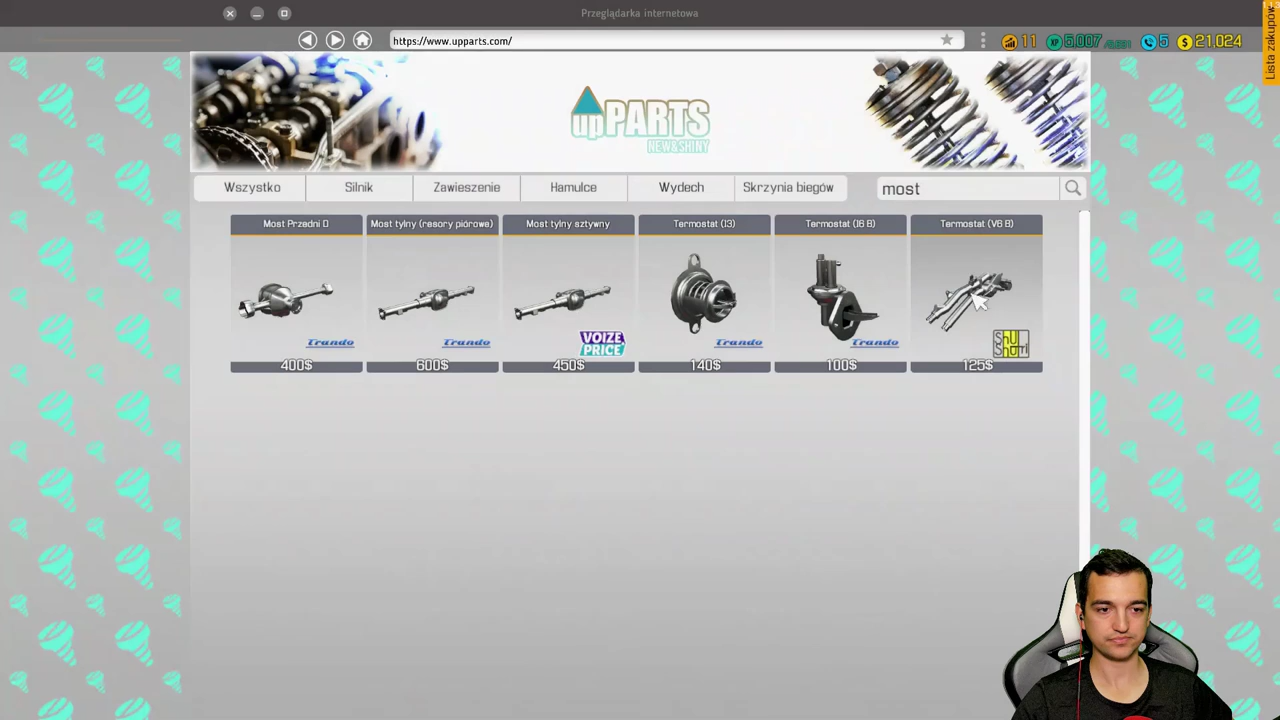 Przeglądarka internetowa
https://www.upparts.com/
11
5,007
5
$ 21,024
Lista zakupów
upPARTS
NEW&SHINY
Wszystko
Silnik
Zawieszenie
Hamulce
Wydech
Skrzynia biegów
most
Most Przedni
Most tylny (resory piórowe)
Most tylny sztywny
Termostat (I3)
Termostat (I6 B)
Termostat (V6 B)
Trando
Trando
VOIZE PRICE
Trando
Trando
400$
600$
450$
140$
100$
125$